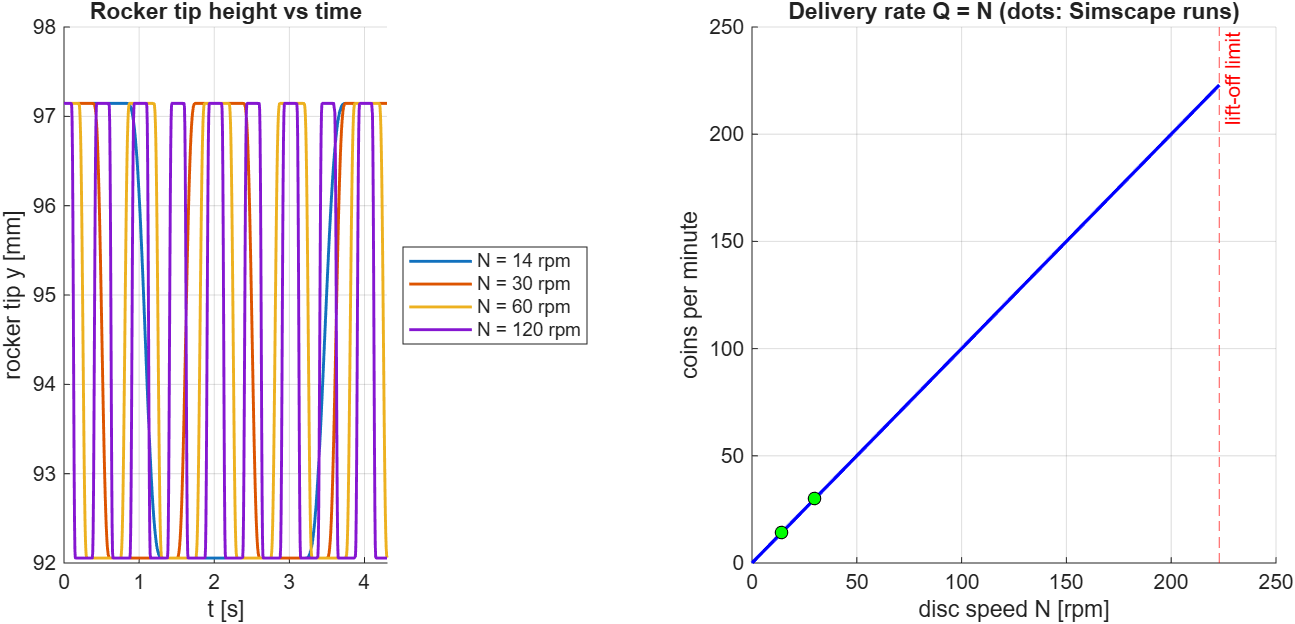 Rocker tip height vs time
98
97
96
95
94
93
92
0
1
2
3
4
rocker tip y [mm]
t [s]
N = 14 rpm
N = 30 rpm
N = 60 rpm
N = 120 rpm
Delivery rate Q = N (dots: Simscape runs)
250
200
150
100
50
0
0
50
100
150
200
250
coins per minute
disc speed N [rpm]
lift-off limit